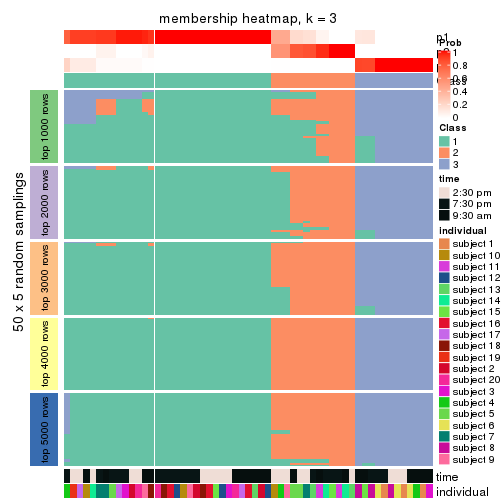 membership heatmap, k = 3
50 x 5 random samplings
top 1000 rows
top 2000 rows
top 3000 rows
top 4000 rows
top 5000 rows
p1
Prob
1
0.8
0.6
0.4
0.2
0
Class
1
2
3
time
2:30 pm
7:30 pm
9:30 am
individual
subject 1
subject 10
subject 11
subject 12
subject 13
subject 14
subject 15
subject 16
subject 17
subject 18
subject 19
subject 2
subject 20
subject 3
subject 4
subject 5
subject 6
subject 7
subject 8
subject 9
time
individual